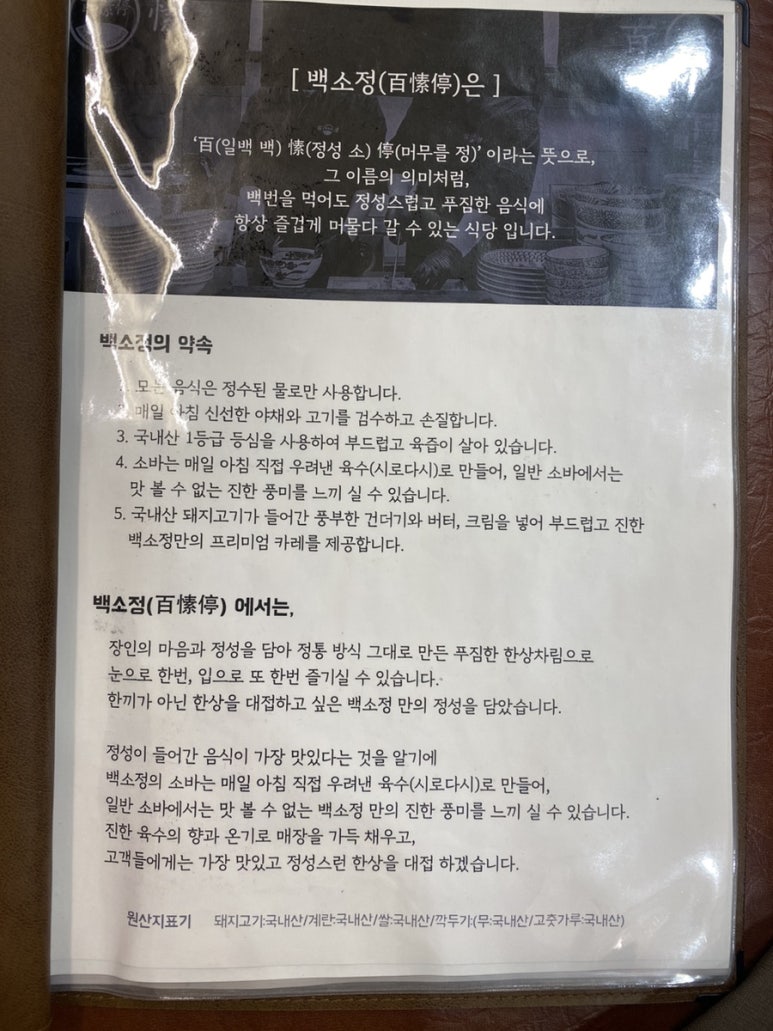 [ 백소정(百愫停)은 ]
‘百(일백 백) 愫(정성 소) 停(머무를 정)’ 이라는 뜻으로,
그 이름의 의미처럼,
백번을 먹어도 정성스럽고 푸짐한 음식에
항상 즐겁게 머물다 갈 수 있는 식당 입니다.
백소정의 약속
모든 음식은 정수된 물로만 사용합니다.
매일 아침 신선한 야채와 고기를 검수하고 손질합니다.
3. 국내산 1등급 등심을 사용하여 부드럽고 육즙이 살아 있습니다.
4. 소바는 매일 아침 직접 우려낸 육수(시로다시)로 만들어, 일반 소바에서는
맛 볼 수 없는 진한 풍미를 느끼 실 수 있습니다.
5. 국내산 돼지고기가 들어간 풍부한 건더기와 버터, 크림을 넣어 부드럽고 진한
백소정만의 프리미엄 카레를 제공합니다.
백소정(百愫停) 에서는,
장인의 마음과 정성을 담아 정통 방식 그대로 만든 푸짐한 한상차림으로
눈으로 한번, 입으로 또 한번 즐기실 수 있습니다.
한끼가 아닌 한상을 대접하고 싶은 백소정 만의 정성을 담았습니다.
정성이 들어간 음식이 가장 맛있다는 것을 알기에
백소정의 소바는 매일 아침 직접 우려낸 육수(시로다시)로 만들어,
일반 소바에서는 맛 볼 수 없는 백소정 만의 진한 풍미를 느끼 실 수 있습니다.
진한 육수의 향과 온기로 매장을 가득 채우고,
고객들에게는 가장 맛있고 정성스런 한상을 대접 하겠습니다.
원산지표기 돼지고기:국내산/계란:국내산/쌀:국내산/깍두기:(무:국내산/고춧가루:국내산)